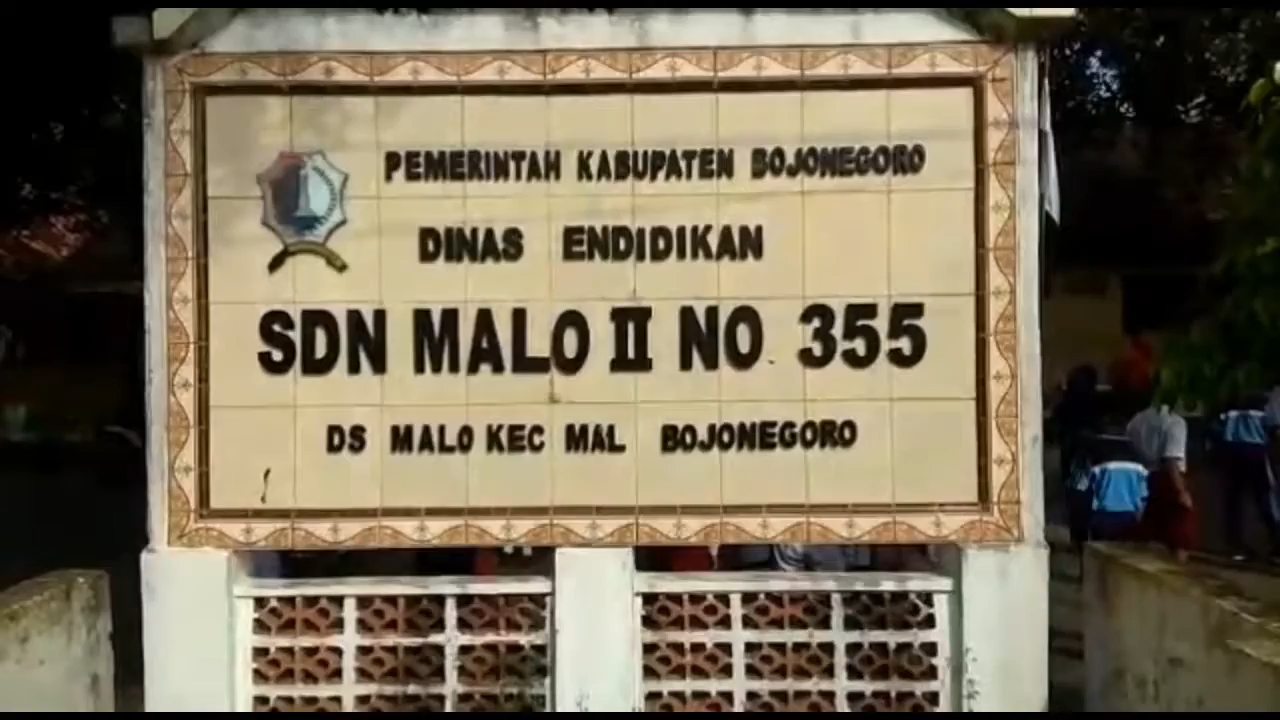 PEMERINTAH KABUPATEN BOJONEGORO
DINAS ENDIDIKAN
SDN MALO II NO 355
DS MALO KEC MAL BOJONEGORO